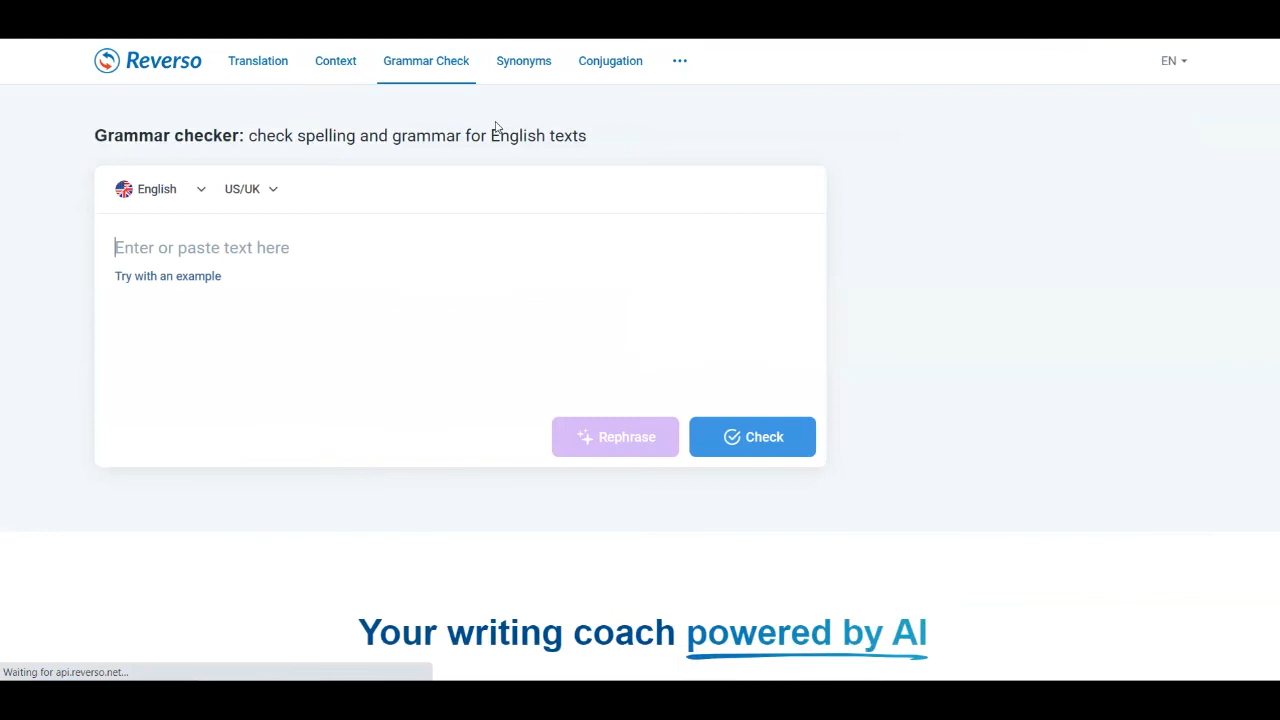 Reverso Translation Context Grammar Check Synonyms Conjugation ••• EN
Grammar checker: check spelling and grammar for English texts
English US/UK
Enter or paste text here
Try with an example
Rephrase Check
Your writing coach powered by AI
Waiting for api.reverso.net...